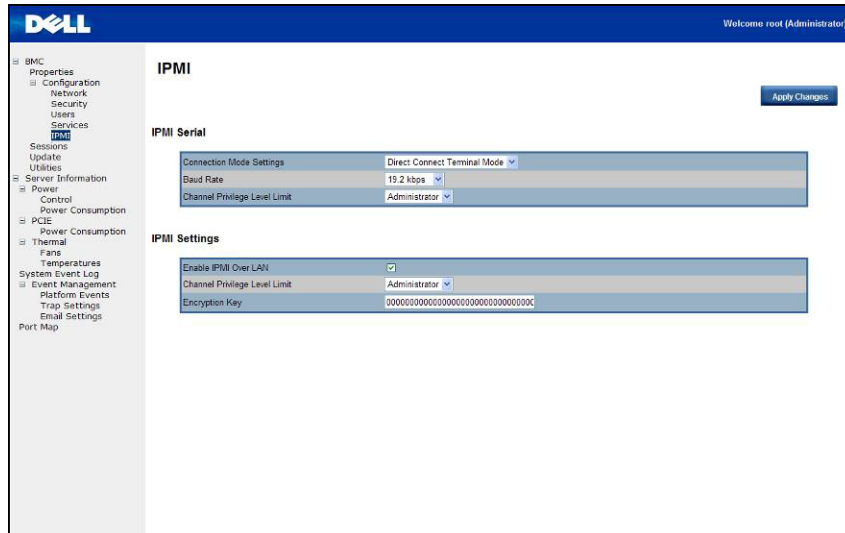 DELL
Welcome root (Administrator
BMC
Properties
Configuration
Network
Security
Users
Services
IPMI
Sessions
Update
Utilities
Server Information
Power
Control
Power Consumption
PCIE
Power Consumption
Thermal
Fans
Temperatures
System Event Log
Event Management
Platform Events
Trap Settings
Email Settings
Port Map
IPMI
Apply Changes
IPMI Serial
Connection Mode Settings Direct Connect Terminal Mode
Baud Rate 19.2 kbps
Channel Privilege Level Limit Administrator
IPMI Settings
Enable IPMI Over LAN
Channel Privilege Level Limit Administrator
Encryption Key